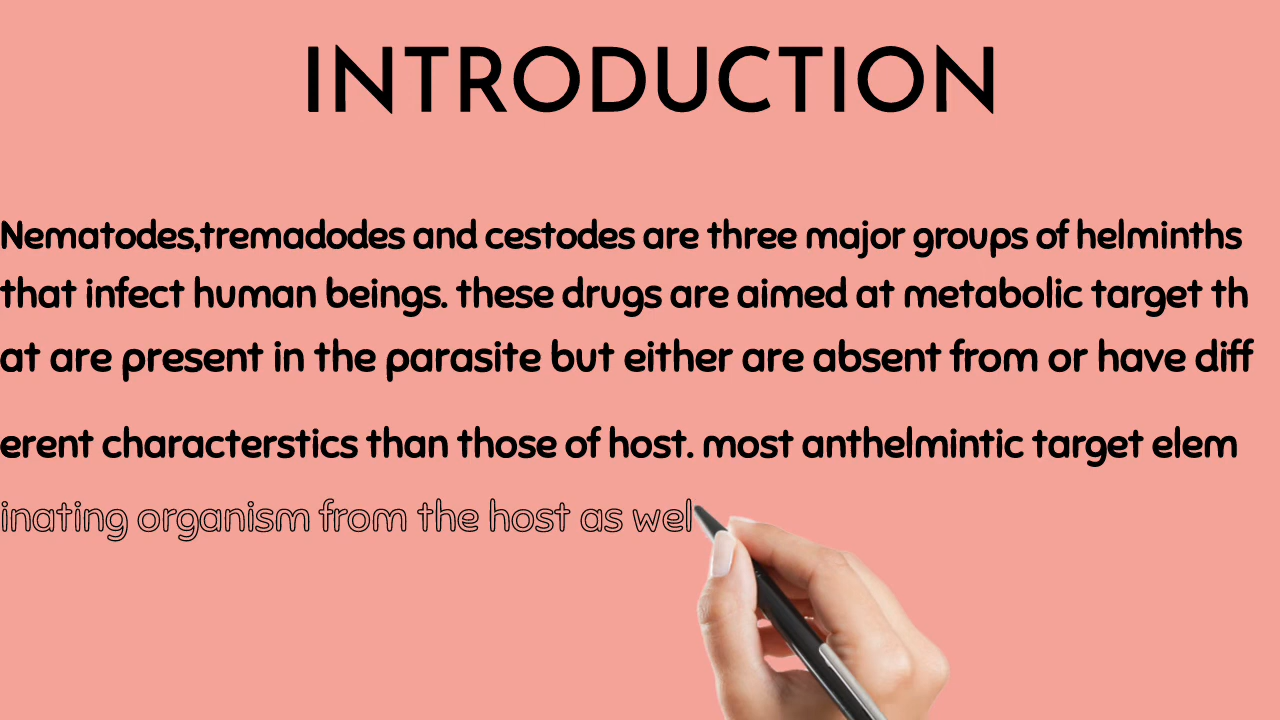 INTRODUCTION
Nematodes,tremadodes and cestodes are three major groups of helminths
that infect human beings. these drugs are aimed at metabolic target th
at are present in the parasite but either are absent from or have diff
erent characterstics than those of host. most anthelmintic target elem
inating organism from the host as wel